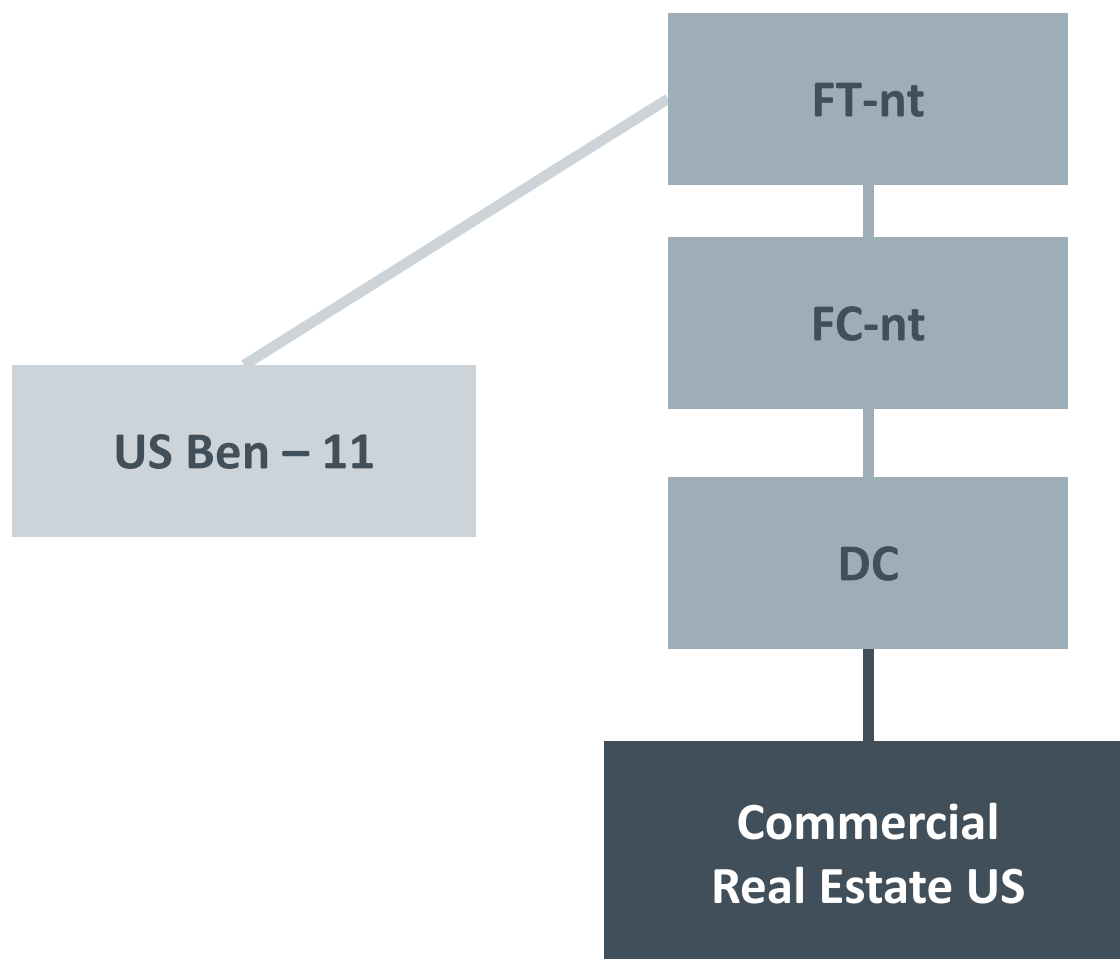 FT-nt
FC-nt
US Ben – 11
DC
Commercial
Real Estate US